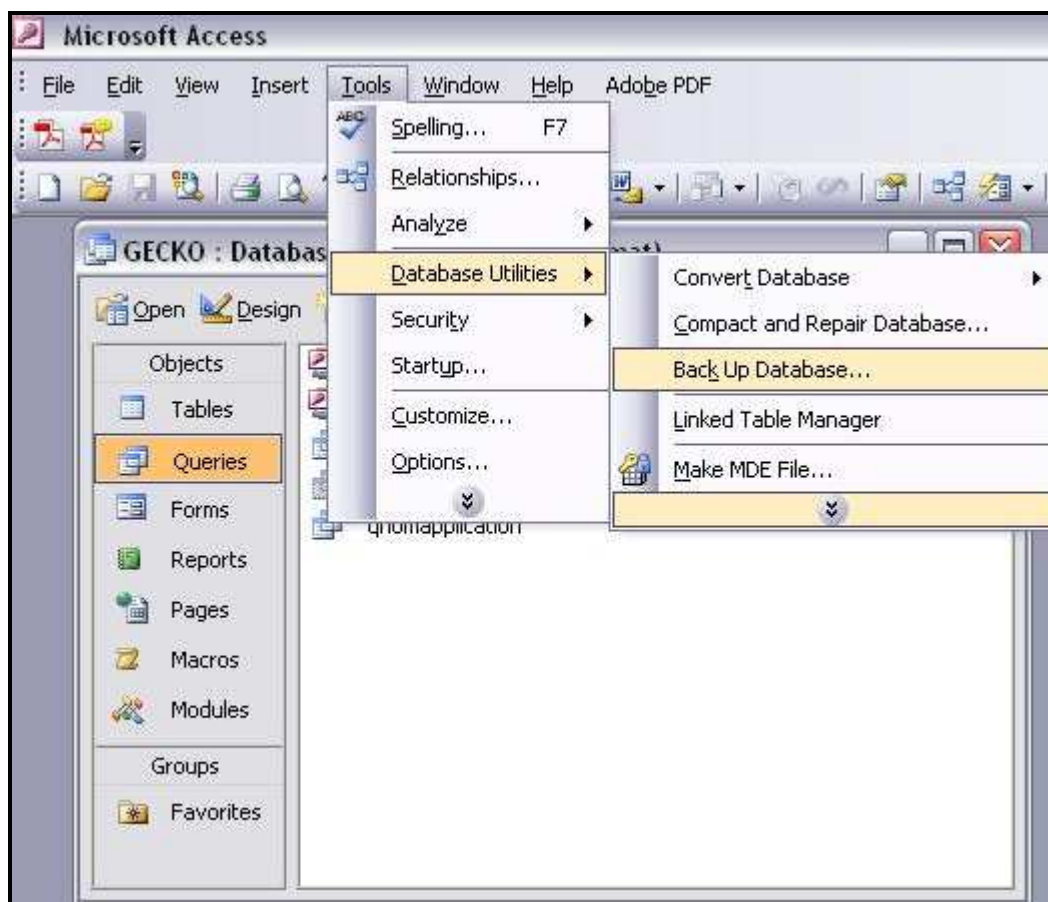 Microsoft Access
File Edit View Insert Tools Window Help Adobe PDF
ABC
Spelling... F7
Relationships...
Analyze
Database Utilities
Security
Startup...
Customize...
Options...
Convert Database
Compact and Repair Database...
Back Up Database...
Linked Table Manager
Make MDE File...
GECKO : Databas
Open Design
Objects
Tables
Queries
Forms
Reports
Pages
Macros
Modules
Groups
Favorites